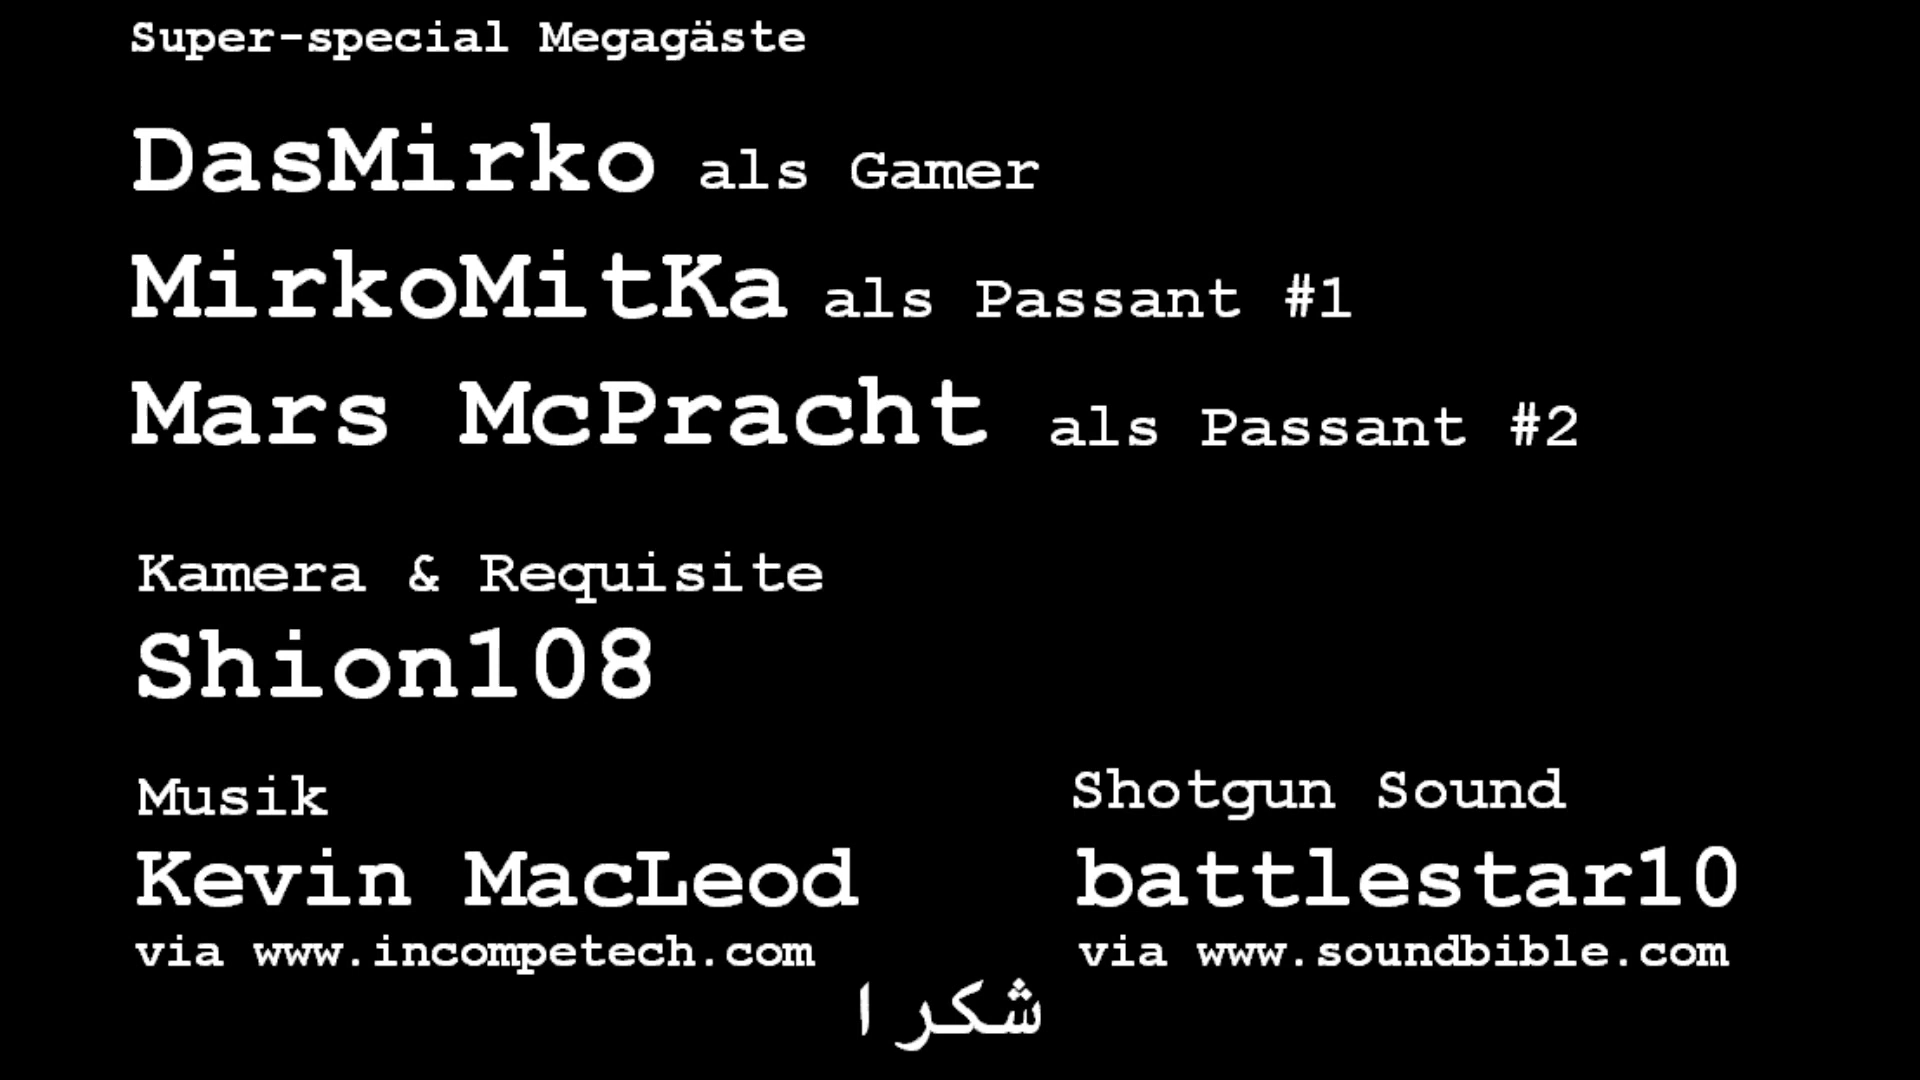 Super-special Megagäste
DasMirko als Gamer
MirkoMitKa als Passant #1
Mars McPracht als Passant #2
Kamera & Requisite
Shion108
Musik
Kevin MacLeod
via www.incompetech.com
Shotgun Sound
battlestar10
via www.soundbible.com
شكرا